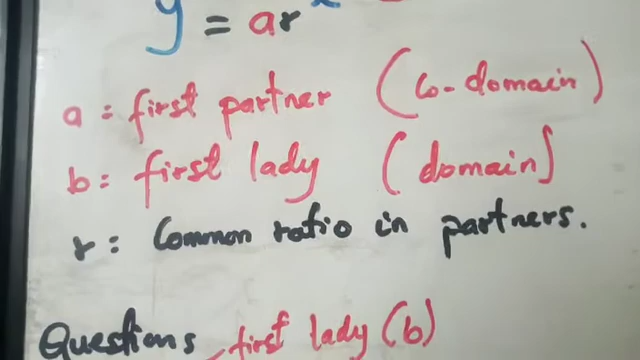 y = ar
a = first partner (co-domain)
b = first lady (domain)
r = Common ratio in partners.
Questions first lady (b)